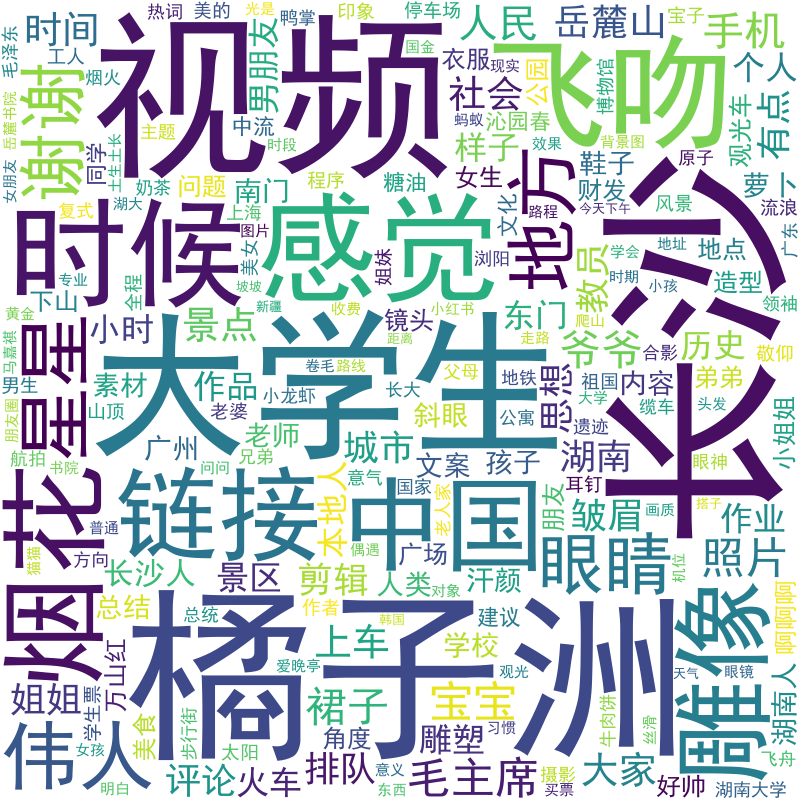 热词
美的
鸭掌
光是
印象
停车场
人民
岳麓山
宝子
手机
毛泽东
时间
工人
烟火
视频
国金
衣服
现实
飞吻
公园
博物馆
个人
男朋友
社会
蚂蚁
沁园春
有点
观光车
女朋友
岳麓书院
谢谢
主题
中流
时段
样子
效果
背景图
土生土长
同学
奶茶
问题
南门
程序
糖油
女生
文化
鞋子
财发
原子
萝一
流浪
湖大
复式
上海
路程
今天下午
风景
广东
时候
感觉
地方
长沙
图片
美女
姐妹
浏阳
学会
地址
地点
教员
时期
小孩
造型
专业
全程
坡坡
下山
新疆
收费
小红书
爬山
领袖
黄金
马嘉祺
星星
小时
景点
镜头
东门
走路
爷爷
合影
历史
敬仰
大学生
距离
男生
朋友圈
素材
作品
卷毛
路线
父母
地铁
思想
祖国
内容
弟弟
山顶
老婆
小龙虾
长大
公寓
大学
缆车
头发
小姐姐
航拍
书院
广州
老师
斜眼
城市
遗迹
湖南
眼神
花
问问
兄弟
意气
文案
孩子
耳钉
链接
本地人
中国
国家
老人家
朋友
皱眉
画质
搭子
作业
烟
普通
猫猫
方向
偶遇
广场
眼睛
照片
机位
长沙人
景区
剪辑
人类
对象
汗颜
总结
总统
作者
韩国
建议
雕像
啊啊啊
万山红
橘子洲
上车
学校
姐姐
爱晚亭
观光
天气
眼镜
湖南人
学生票
裙子
宝宝
牛肉饼
伟人
美食
步行街
角度
雕塑
习惯
丝滑
飞舟
女孩
太阳
明白
评论
火车
排队
意义
东西
毛主席
摄影
买票
大家
好帅
湖南大学